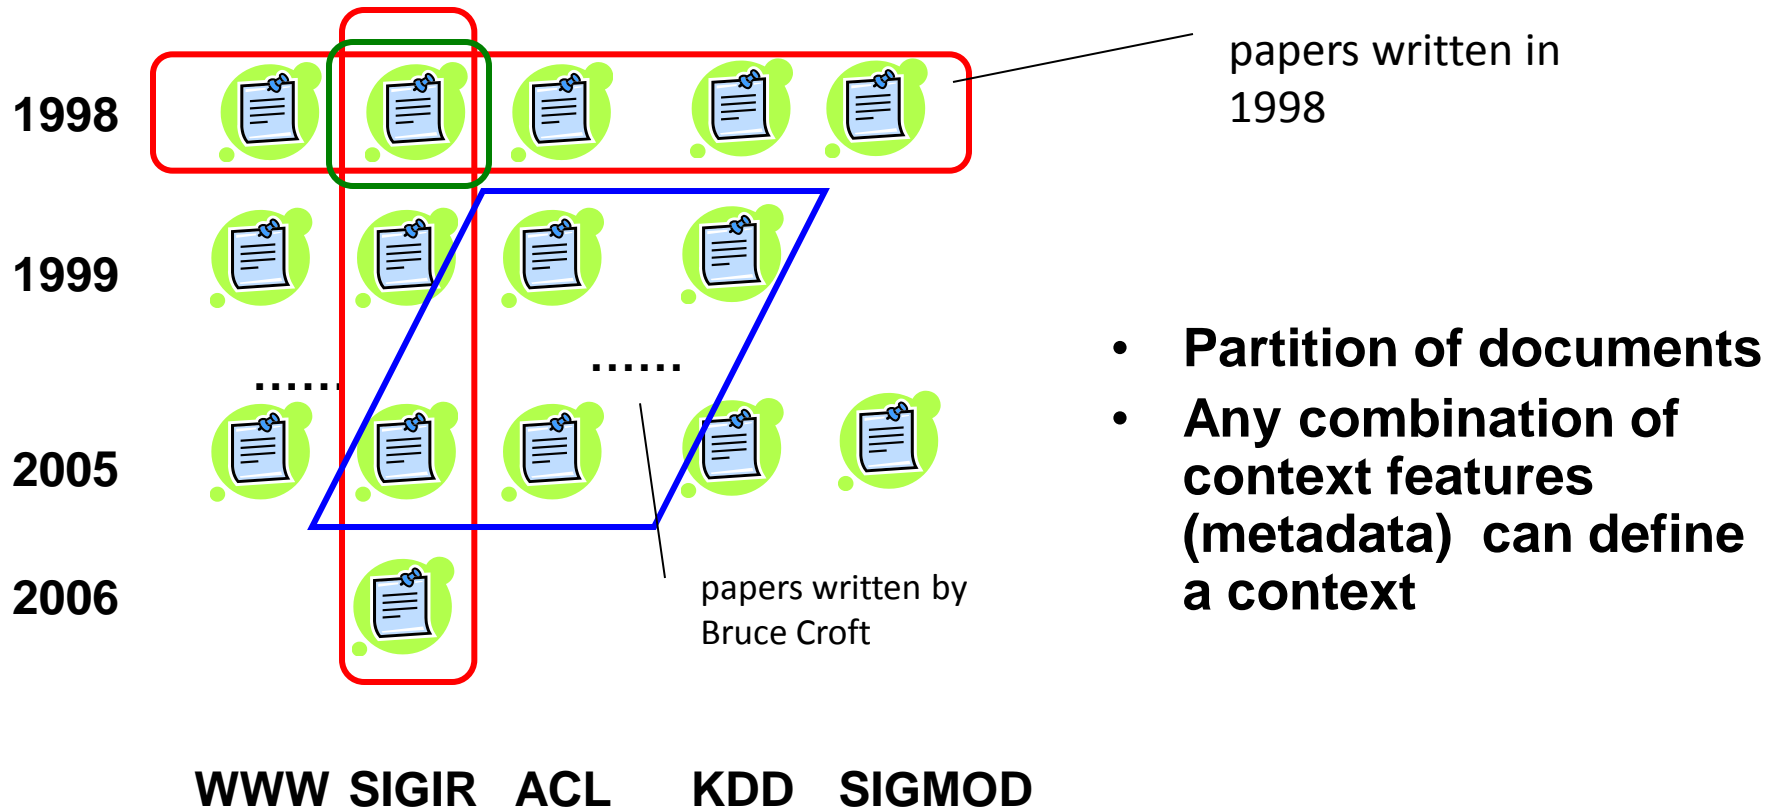 papers written in
1998
1998
1999
......
......
• Partition of documents
• Any combination of
context features
(metadata)  can define
a context
2005
2006
papers written by
Bruce Croft
WWW SIGIR ACL KDD SIGMOD